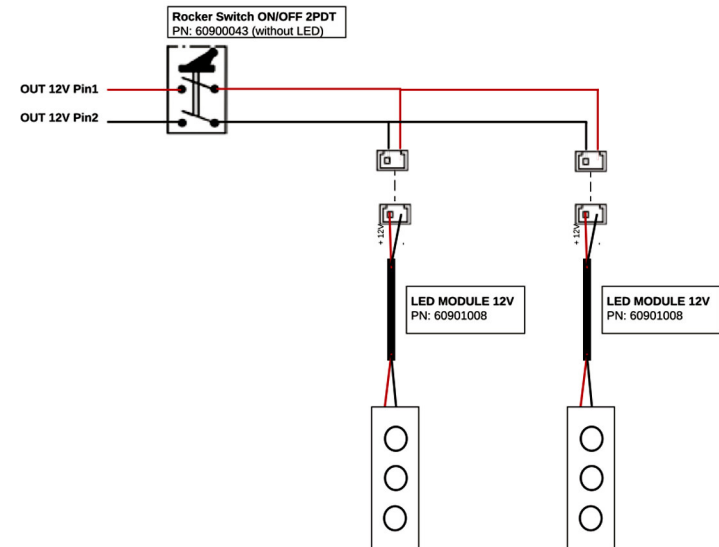 Rocker Switch ON/OFF 2PDT
PN: 60900043 (without LED)
OUT 12V Pin1
OUT 12V Pin2
+ 12V
+ 12V
LED MODULE 12V
PN: 60901008
LED MODULE 12V
PN: 60901008